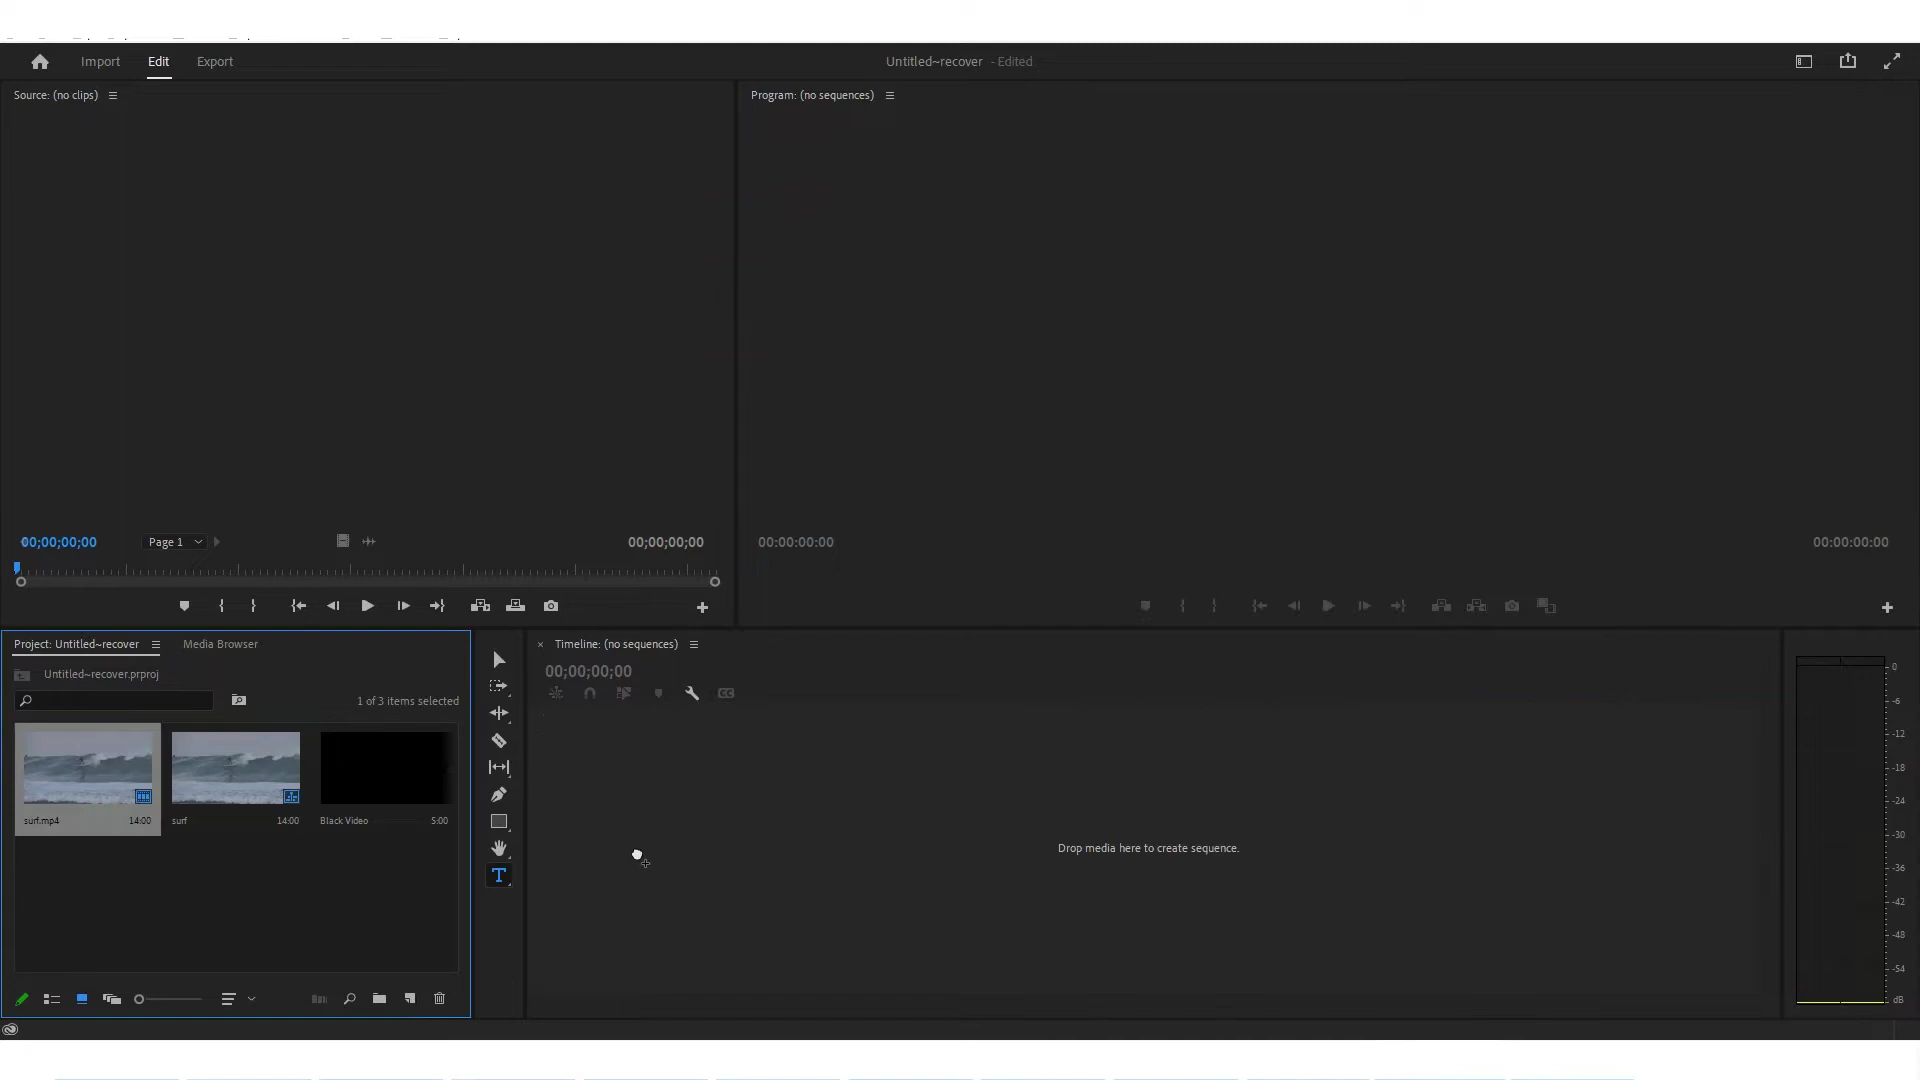 Import Edit Export Untitled~recover - Edited
Source: (no clips) Program: (no sequences)
00;00;00;00 Page 1 00;00;00;00 00:00:00:00 00:00:00:00
Project: Untitled~recover Media Browser Timeline: (no sequences)
00;00;00;00
Untitled~recover.prproj
1 of 3 items selected
CC
surf.mp4 14:00 surf 14:00 Black Video 5:00
Drop media here to create sequence.
T
0
-6
-12
-18
-24
-30
-36
-42
-48
-54
dB